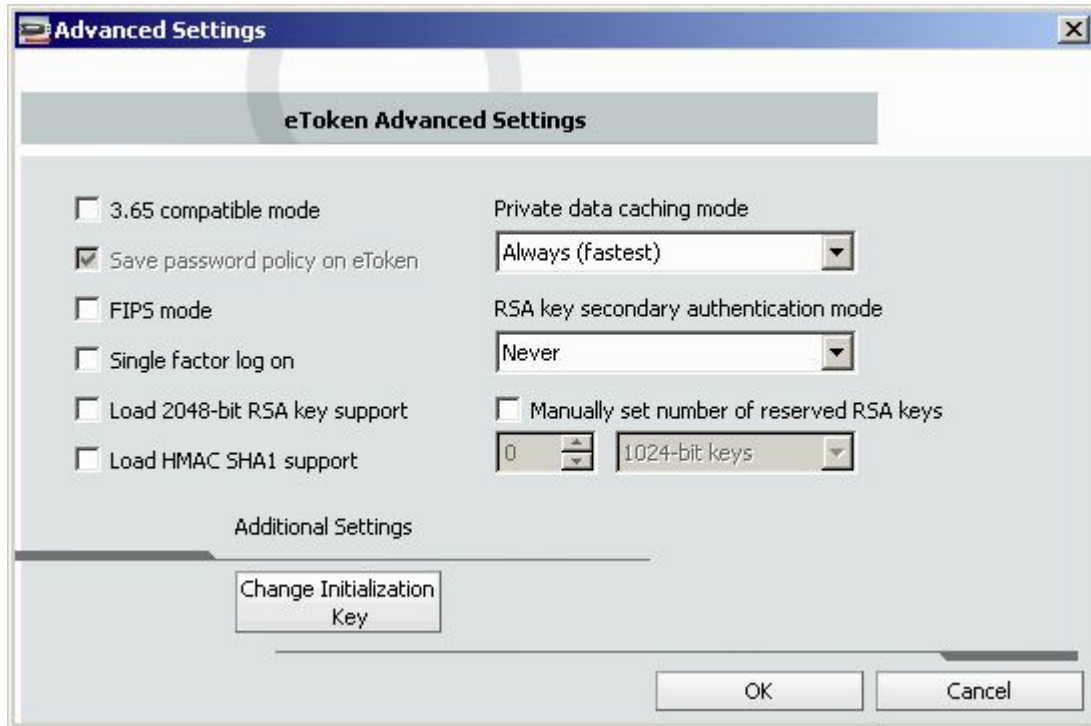 Advanced Settings
eToken Advanced Settings
3.65 compatible mode
Save password policy on eToken
FIPS mode
Single factor log on
Load 2048-bit RSA key support
Load HMAC SHA1 support
Private data caching mode
Always (fastest)
RSA key secondary authentication mode
Never
Manually set number of reserved RSA keys
0
1024-bit keys
Additional Settings
Change Initialization
Key
OK
Cancel